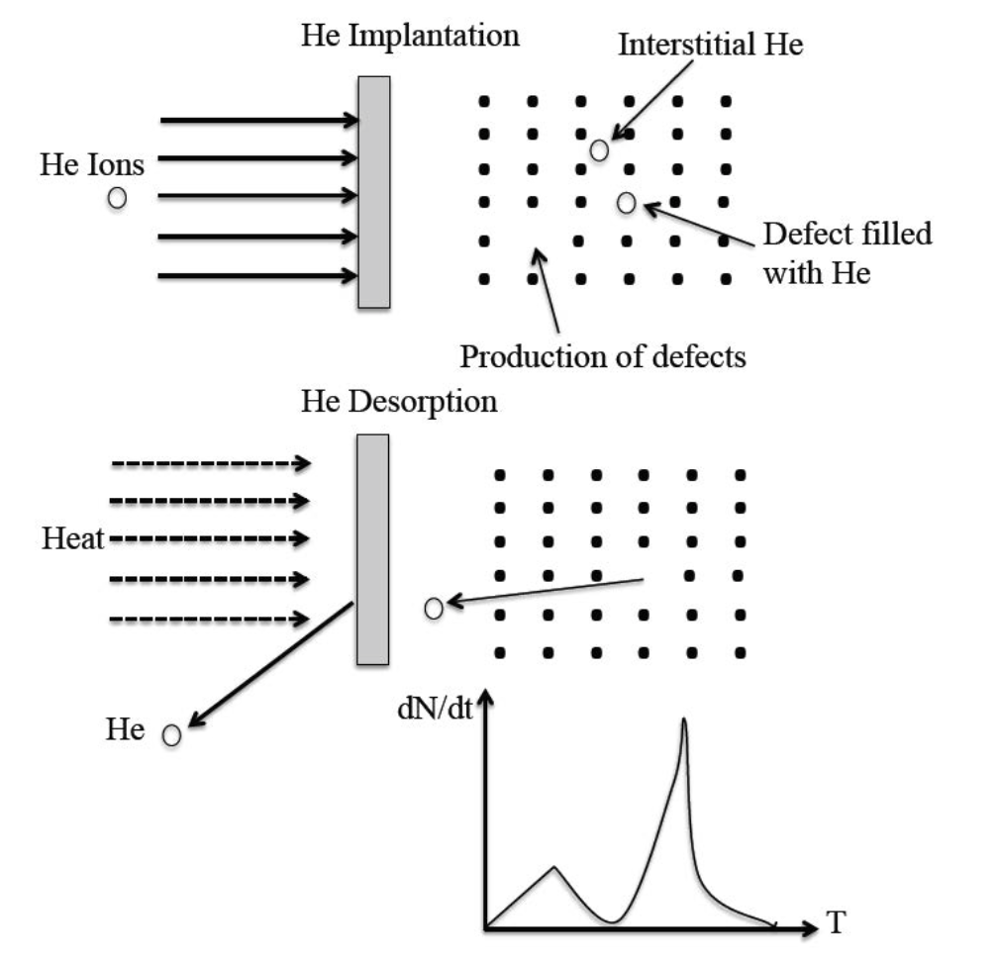 He Implantation
Interstitial He
He Ions
Defect filled
with He
Production of defects
He Desorption
Heat
He
dN/dt
T